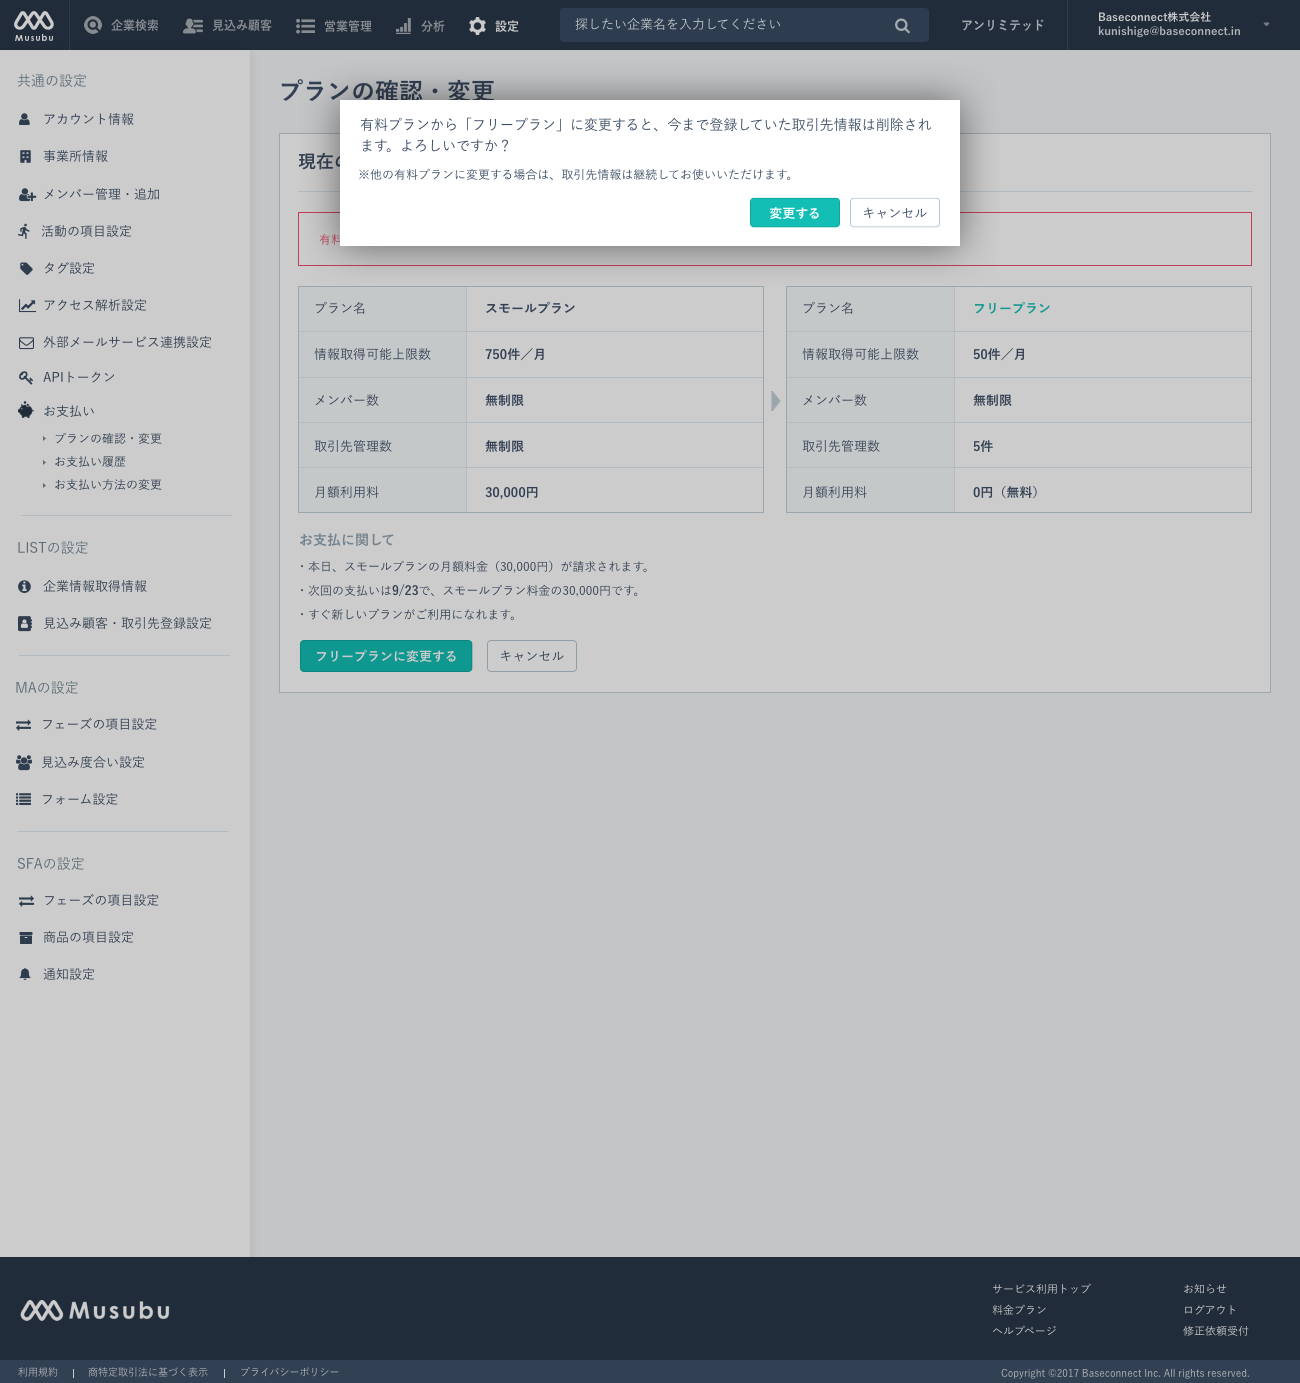 Musubu
企業検索
見込み顧客
営業管理
分析
設定
探したい企業名を入力してください
アンリミテッド
Baseconnect株式会社
kunishige@baseconnect.in
共通の設定
アカウント情報
事業所情報
メンバー管理・追加
活動の項目設定
タグ設定
アクセス解析設定
外部メールサービス連携設定
APIトークン
お支払い
プランの確認・変更
お支払い履歴
お支払い方法の変更
LISTの設定
企業情報取得情報
見込み顧客・取引先登録設定
MAの設定
フェーズの項目設定
見込み度合い設定
フォーム設定
SFAの設定
フェーズの項目設定
商品の項目設定
通知設定
プランの確認・変更
有料プランから「フリープラン」に変更すると、今まで登録していた取引先情報は削除され
ます。よろしいですか？
※他の有料プランに変更する場合は、取引先情報は継続してお使いいただけます。
変更する
キャンセル
現在の
有料
プラン名 スモールプラン
情報取得可能上限数 750件／月
メンバー数 無制限
取引先管理数 無制限
月額利用料 30,000円
プラン名 フリープラン
情報取得可能上限数 50件／月
メンバー数 無制限
取引先管理数 5件
月額利用料 0円（無料）
お支払に関して
・本日、スモールプランの月額料金（30,000円）が請求されます。
・次回の支払いは9/23で、スモールプラン料金の30,000円です。
・すぐ新しいプランがご利用になれます。
フリープランに変更する
キャンセル
Musubu
サービス利用トップ
料金プラン
ヘルプページ
お知らせ
ログアウト
修正依頼受付
利用規約 | 商特定取引法に基づく表示 | プライバシーポリシー
Copyright ©2017 Baseconnect Inc. All rights reserved.